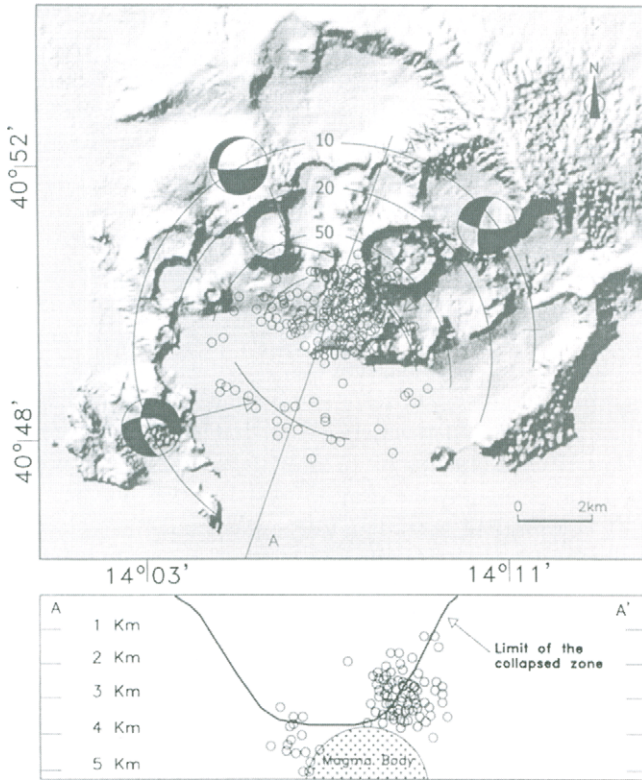 N
40°52'
10
A'
20
50
40°48'
0 2km
A
14°03' 14°11'
A A'
1 Km
2 Km
3 Km
4 Km
5 Km
Limit of the
collapsed zone
Magma Body